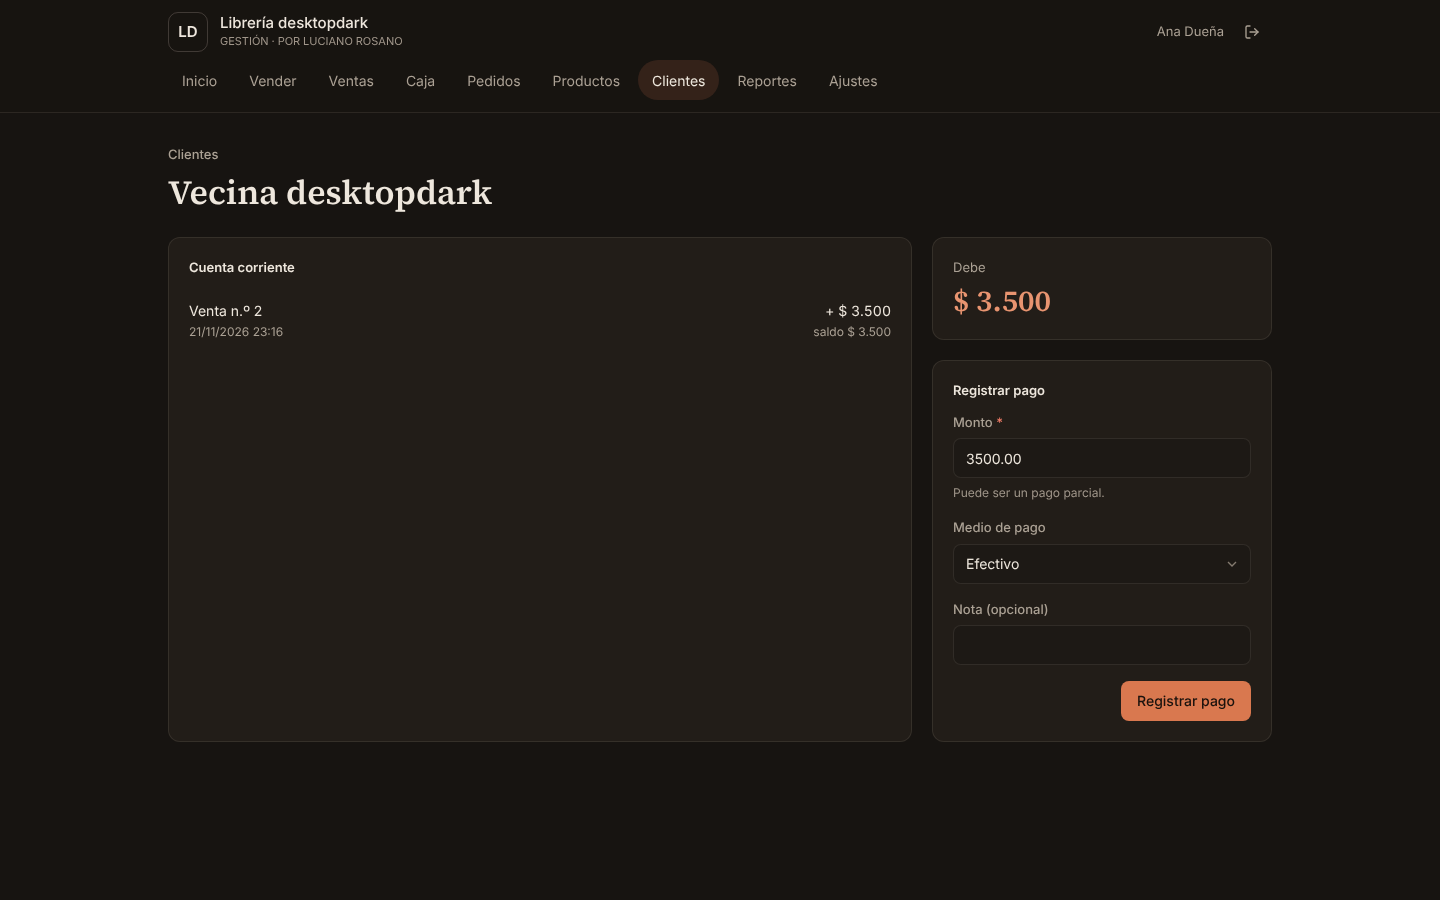 LD
Librería desktopdark
GESTIÓN · POR LUCIANO ROSANO
Ana Dueña
Inicio
Vender
Ventas
Caja
Pedidos
Productos
Clientes
Reportes
Ajustes
Clientes
Vecina desktopdark
Cuenta corriente
Venta n.º 2
+ $ 3.500
21/11/2026 23:16
saldo $ 3.500
Debe
$ 3.500
Registrar pago
Monto *
3500.00
Puede ser un pago parcial.
Medio de pago
Efectivo
Nota (opcional)
Registrar pago